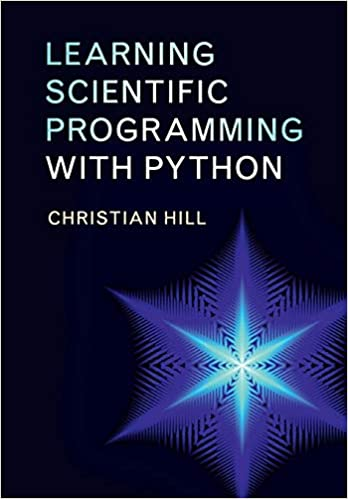 LEARNING
SCIENTIFIC
PROGRAMMING
WITH PYTHON
CHRISTIAN HILL